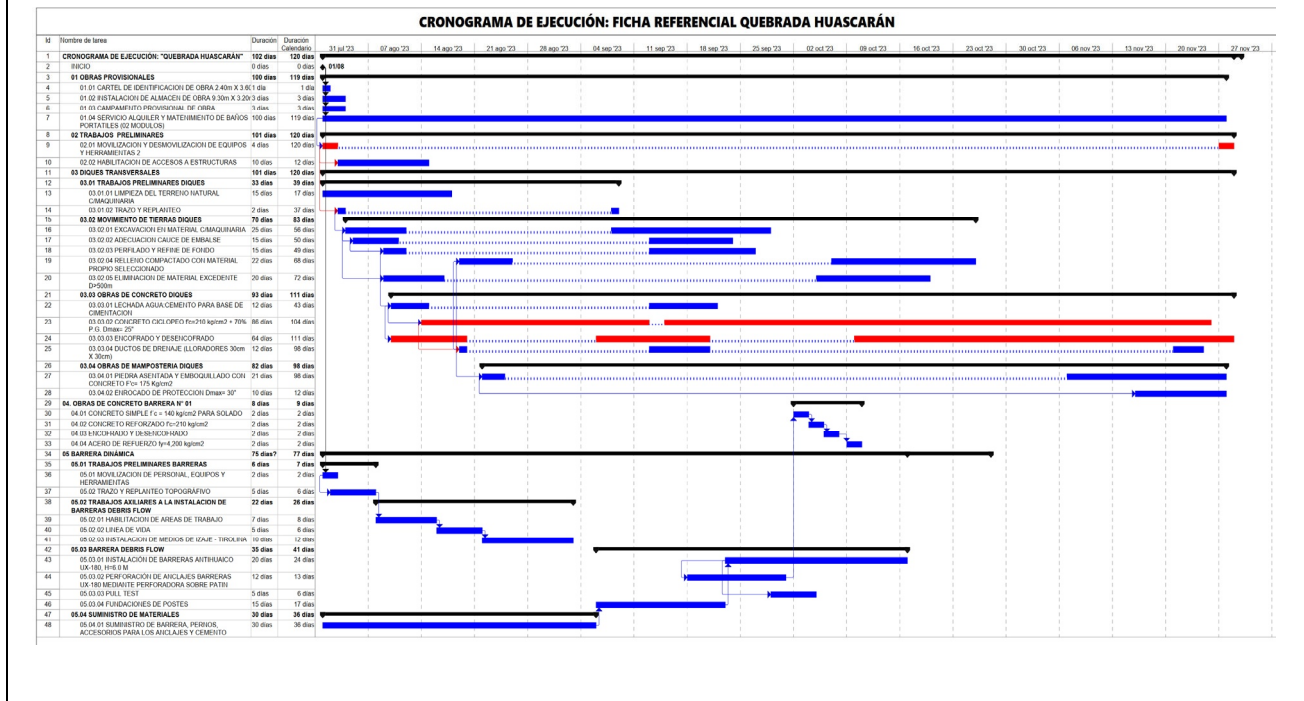 CRONOGRAMA DE EJECUCIÓN: FICHA REFERENCIAL QUEBRADA HUASCARÁN
Id Nombre de tarea Duración Duración Calendario 31 jul '23 07 ago '23 14 ago '23 21 ago '23 28 ago '23 04 sep '23 11 sep '23 18 sep '23 25 sep '23 02 oct '23 09 oct '23 16 oct '23 23 oct '23 30 oct '23 06 nov '23 13 nov '23 20 nov '23 27 nov '23
1 CRONOGRAMA DE EJECUCIÓN: "QUEBRADA HUASCARÁN" 102 días 120 días
2 INICIO 0 días 0 días 01/08
3 01 OBRAS PROVISIONALES 100 días 119 días
4 01.01 CARTEL DE IDENTIFICACION DE OBRA 2.40m X 3.60 1 día 1 día
5 01.02 INSTALACION DE ALMACEN DE OBRA 9.30m X 3.20m 3 días 3 días
6 01.03 CAMPAMENTO PROVISIONAL DE OBRA 3 días 3 días
7 01.04 SERVICIO ALQUILER Y MATENIMIENTO DE BAÑOS 100 días 119 días
PORTATILES (02 MODULOS)
8 02 TRABAJOS PRELIMINARES 101 días 120 días
9 02.01 MOVILIZACION Y DESMOVILIZACION DE EQUIPOS 4 días 120 días
Y HERRAMIENTAS 2
10 02.02 HABILITACION DE ACCESOS A ESTRUCTURAS 10 días 12 días
11 03 DIQUES TRANSVERSALES 101 días 120 días
12 03.01 TRABAJOS PRELIMINARES DIQUES 33 días 39 días
13 03.01.01 LIMPIEZA DEL TERRENO NATURAL 15 días 17 días
C/MAQUINARIA
14 03.01.02 TRAZO Y REPLANTEO 2 días 37 días
15 03.02 MOVIMIENTO DE TIERRAS DIQUES 70 días 83 días
16 03.02.01 EXCAVACION EN MATERIAL C/MAQUINARIA 25 días 56 días
17 03.02.02 ADECUACION CAUCE DE EMBALSE 15 días 50 días
18 03.02.03 PERFILADO Y REFINE DE FONDO 15 días 49 días
19 03.02.04 RELLENO COMPACTADO CON MATERIAL 22 días 68 días
PROPIO SELECCIONADO
20 03.02.05 ELIMINACION DE MATERIAL EXCEDENTE 20 días 72 días
D>500m
21 03.03 OBRAS DE CONCRETO DIQUES 93 días 111 días
22 03.03.01 LECHADA AGUA:CEMENTO PARA BASE DE 12 días 43 días
CIMENTACION
23 03.03.02 CONCRETO CICLOPEO f'c=210 kg/cm2 + 70% 86 días 104 días
P.G. Dmax= 25"
24 03.03.03 ENCOFRADO Y DESENCOFRADO 64 días 111 días
25 03.03.04 DUCTOS DE DRENAJE (LLORADORES 30cm 12 días 98 días
X 30cm)
26 03.04 OBRAS DE MAMPOSTERIA DIQUES 82 días 98 días
27 03.04.01 PIEDRA ASENTADA Y EMBOQUILLADO CON 21 días 98 días
CONCRETO F'c= 175 Kg/cm2
28 03.04.02 ENROCADO DE PROTECCION Dmax= 30" 10 días 12 días
29 04. OBRAS DE CONCRETO BARRERA N° 01 8 días 9 días
30 04.01 CONCRETO SIMPLE f'c = 140 kg/cm2 PARA SOLADO 2 días 2 días
31 04.02 CONCRETO REFORZADO f'c=210 kg/cm2 2 días 2 días
32 04.03 ENCOFRADO Y DESENCOFRADO 2 días 2 días
33 04.04 ACERO DE REFUERZO fy=4,200 kg/cm2 2 días 2 días
34 05 BARRERA DINÁMICA 75 días? 77 días
35 05.01 TRABAJOS PRELIMINARES BARRERAS 6 días 7 días
36 05.01 MOVILIZACION DE PERSONAL, EQUIPOS Y 2 días 2 días
HERRAMIENTAS
37 05.02 TRAZO Y REPLANTEO TOPOGRÁFIVO 5 días 6 días
38 05.02 TRABAJOS AXILIARES A LA INSTALACION DE 22 días 26 días
BARRERAS DEBRIS FLOW
39 05.02.01 HABILITACION DE AREAS DE TRABAJO 7 días 8 días
40 05.02.02 LINEA DE VIDA 5 días 6 días
41 05.02.03 INSTALACION DE MEDIOS DE IZAJE - TIROLINA 10 días 12 días
42 05.03 BARRERA DEBRIS FLOW 35 días 41 días
43 05.03.01 INSTALACIÓN DE BARRERAS ANTIHUAICO 20 días 24 días
UX-180, H=6.0 M
44 05.03.02 PERFORACIÓN DE ANCLAJES BARRERAS 12 días 13 días
UX-180 MEDIANTE PERFORADORA SOBRE PATIN
45 05.03.03 PULL TEST 5 días 6 días
46 05.03.04 FUNDACIONES DE POSTES 15 días 17 días
47 05.04 SUMINISTRO DE MATERIALES 30 días 36 días
48 05.04.01 SUMINISTRO DE BARRERA, PERNOS, 30 días 36 días
ACCESORIOS PARA LOS ANCLAJES Y CEMENTO